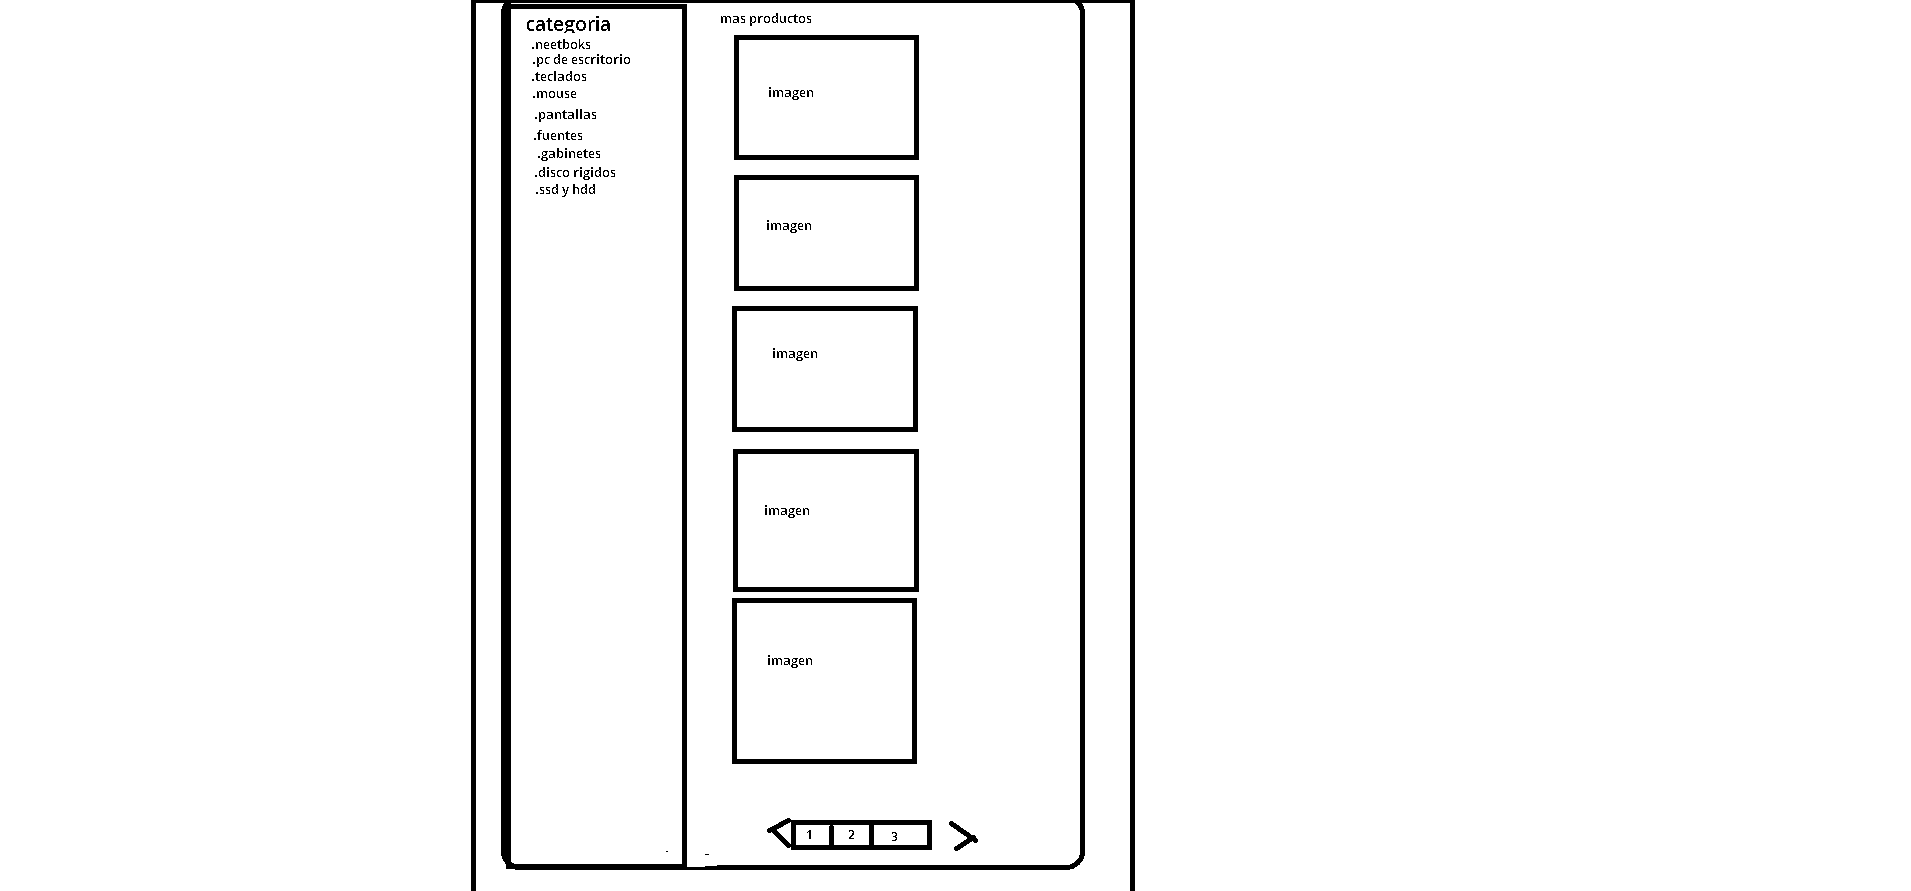 categoria
.neetboks
.pc de escritorio
.teclados
.mouse
.pantallas
.fuentes
.gabinetes
.disco rigidos
.ssd y hdd
mas productos
imagen
imagen
imagen
imagen
imagen
1 2 3